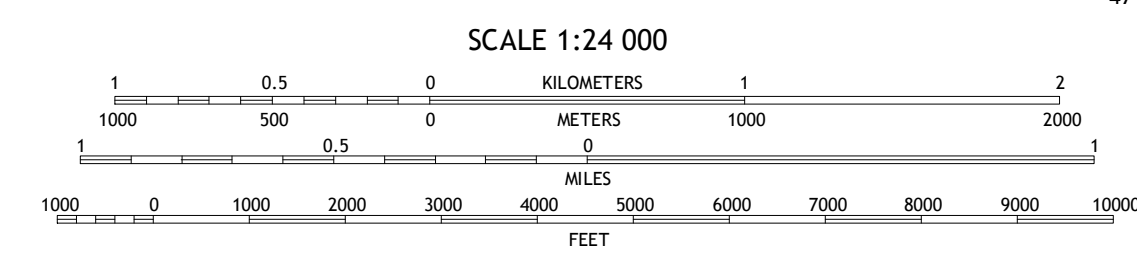 SCALE 1:24 000
1 0.5 0 KILOMETERS 1 2
1000 500 0 METERS 1000 2000
1 0.5 0 1
MILES
1000 0 1000 2000 3000 4000 5000 6000 7000 8000 9000 10000
FEET